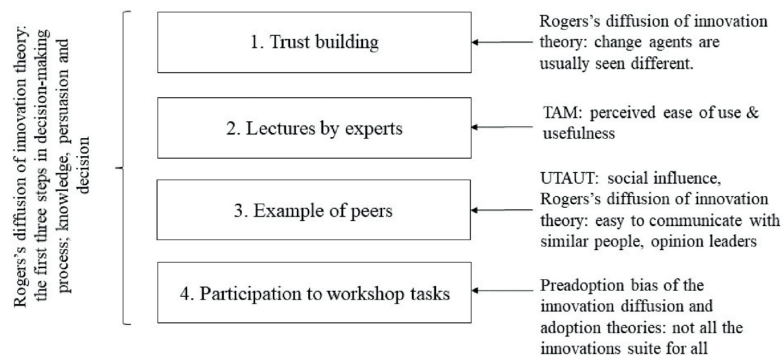 Rogers's diffusion of innovation theory:
the first three steps in decision-making
process; knowledge, persuasion and
decision
1. Trust building
Rogers's diffusion of innovation
theory: change agents are
usually seen different.
2. Lectures by experts
TAM: perceived ease of use &
usefulness
3. Example of peers
UTAUT: social influence,
Rogers's diffusion of innovation
theory: easy to communicate with
similar people, opinion leaders
4. Participation to workshop tasks
Preadoption bias of the
innovation diffusion and
adoption theories: not all the
innovations suite for all